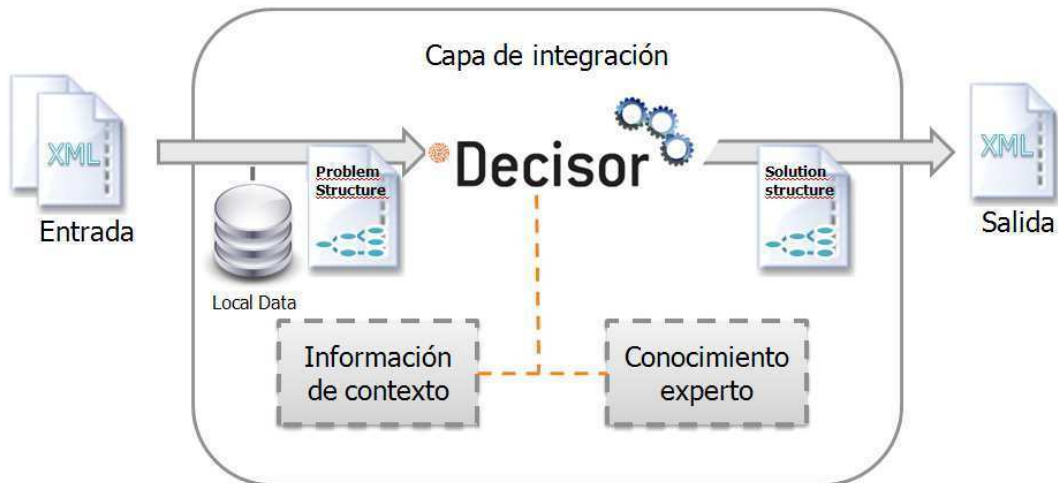 Capa de integración
XML
Entrada
Local Data
Problem
Structure
Decisor
Solution
structure
XML
Salida
Información
de contexto
Conocimiento
experto